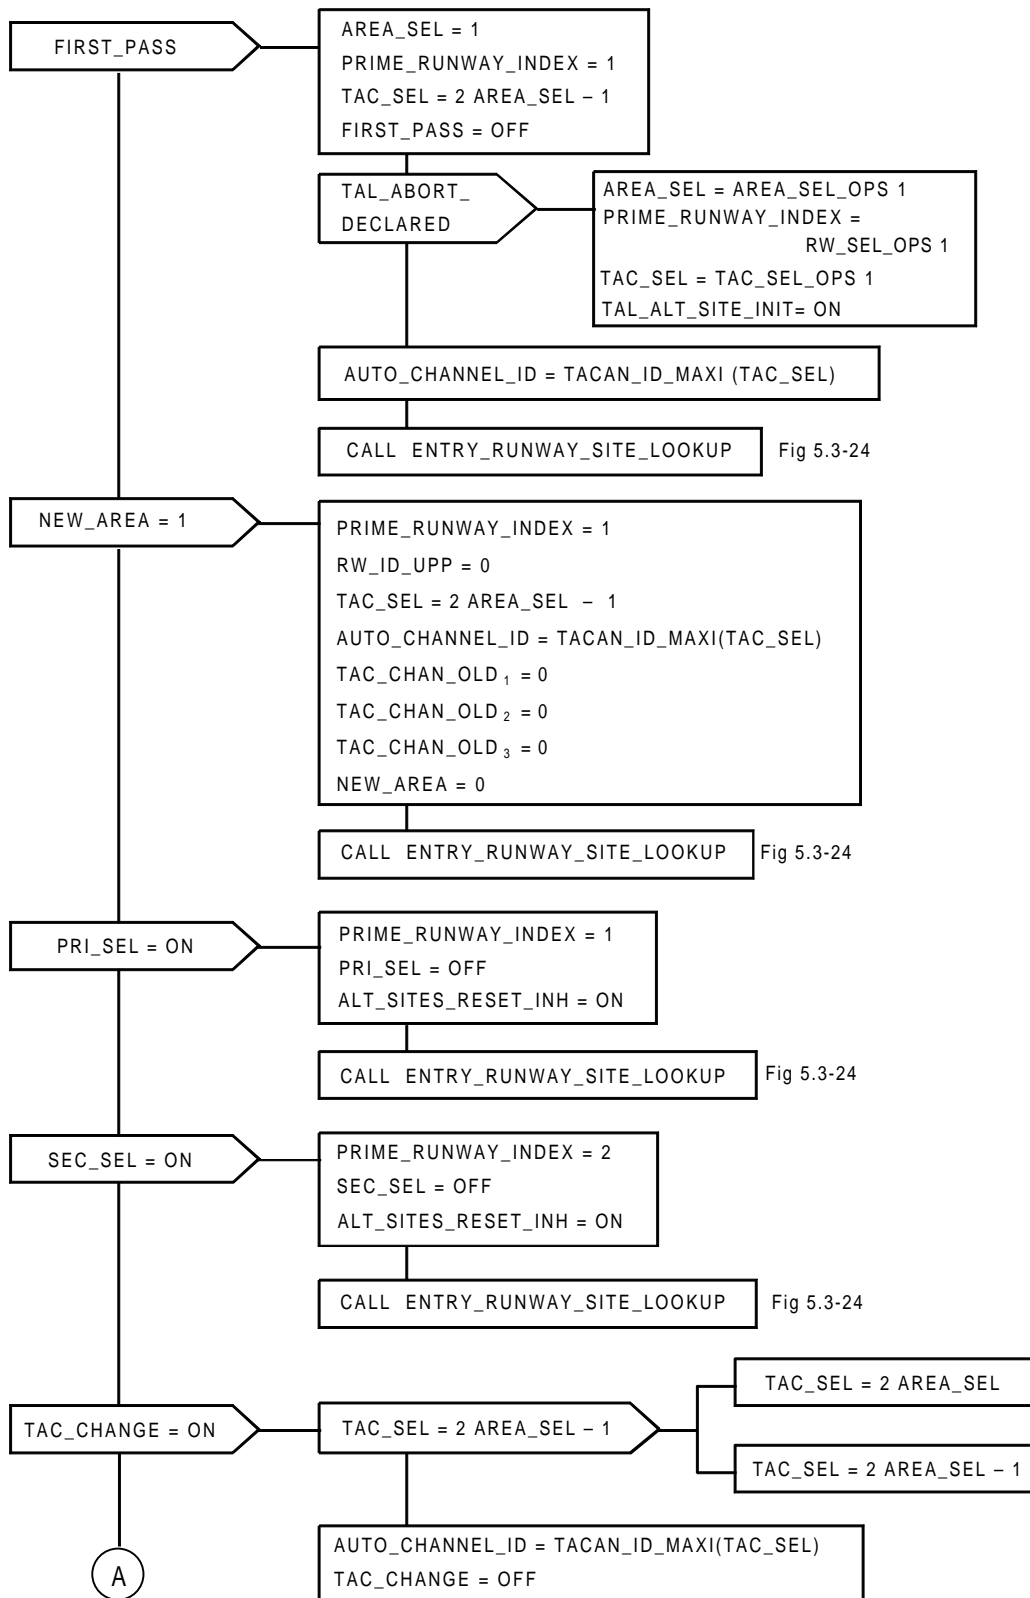 FIRST_PASS
AREA_SEL = 1
PRIME_RUNWAY_INDEX = 1
TAC_SEL = 2 AREA_SEL – 1
FIRST_PASS = OFF
TAL_ABORT_
DECLARED
AREA_SEL = AREA_SEL_OPS 1
PRIME_RUNWAY_INDEX =
RW_SEL_OPS 1
TAC_SEL = TAC_SEL_OPS 1
TAL_ALT_SITE_INIT= ON
AUTO_CHANNEL_ID = TACAN_ID_MAXI (TAC_SEL)
CALL ENTRY_RUNWAY_SITE_LOOKUP Fig 5.3-24
NEW_AREA = 1
PRIME_RUNWAY_INDEX = 1
RW_ID_UPP = 0
TAC_SEL = 2 AREA_SEL – 1
AUTO_CHANNEL_ID = TACAN_ID_MAXI(TAC_SEL)
TAC_CHAN_OLD 1 = 0
TAC_CHAN_OLD 2 = 0
TAC_CHAN_OLD 3 = 0
NEW_AREA = 0
CALL ENTRY_RUNWAY_SITE_LOOKUP Fig 5.3-24
PRI_SEL = ON
PRIME_RUNWAY_INDEX = 1
PRI_SEL = OFF
ALT_SITES_RESET_INH = ON
CALL ENTRY_RUNWAY_SITE_LOOKUP Fig 5.3-24
SEC_SEL = ON
PRIME_RUNWAY_INDEX = 2
SEC_SEL = OFF
ALT_SITES_RESET_INH = ON
CALL ENTRY_RUNWAY_SITE_LOOKUP Fig 5.3-24
TAC_CHANGE = ON
TAC_SEL = 2 AREA_SEL – 1
TAC_SEL = 2 AREA_SEL
TAC_SEL = 2 AREA_SEL – 1
AUTO_CHANNEL_ID = TACAN_ID_MAXI(TAC_SEL)
TAC_CHANGE = OFF
A